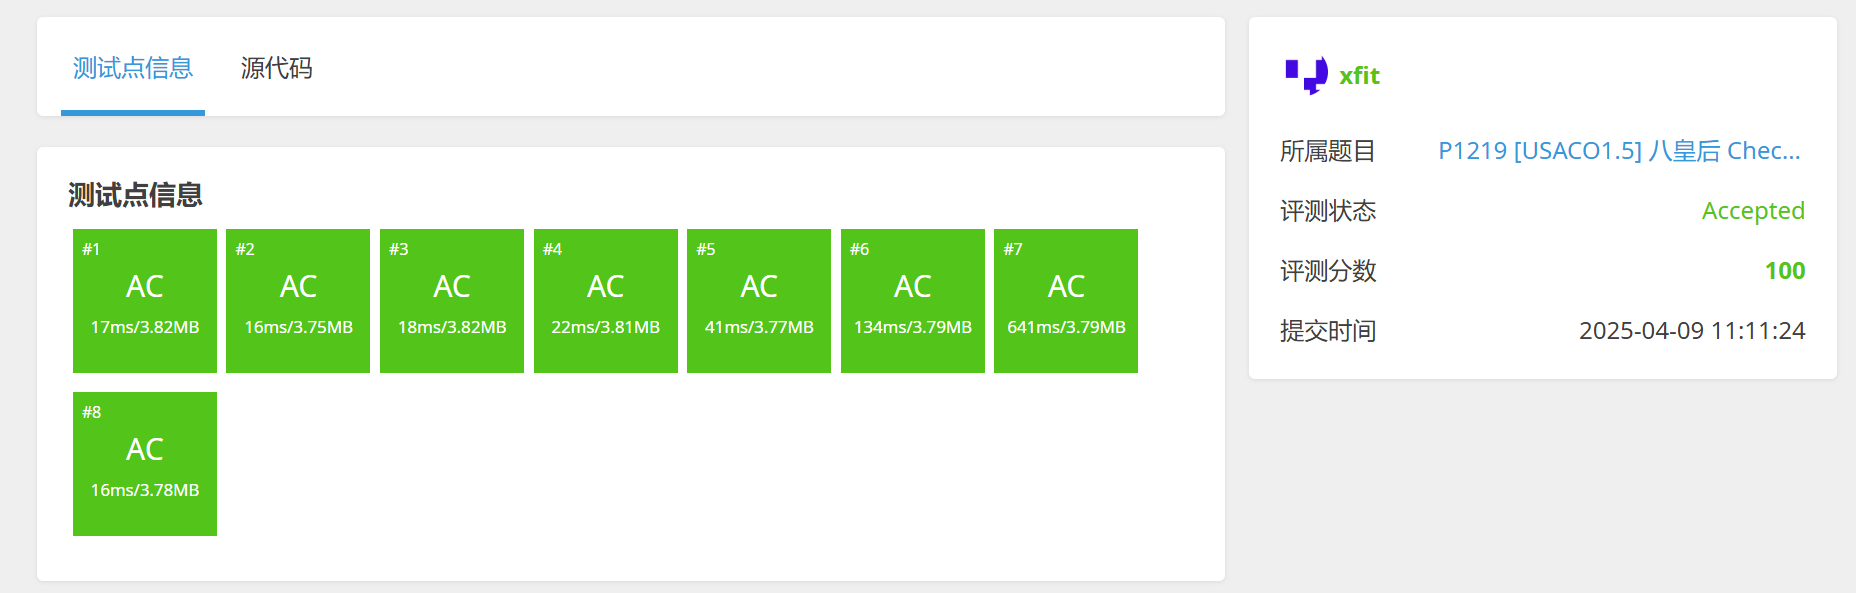 测试点信息 源代码
测试点信息
#1 #2 #3 #4 #5 #6 #7
AC AC AC AC AC AC AC
17ms/3.82MB 16ms/3.75MB 18ms/3.82MB 22ms/3.81MB 41ms/3.77MB 134ms/3.79MB 641ms/3.79MB
#8
AC
16ms/3.78MB
xfit
所属题目 P1219 [USACO1.5] 八皇后 Chec...
评测状态 Accepted
评测分数 100
提交时间 2025-04-09 11:11:24